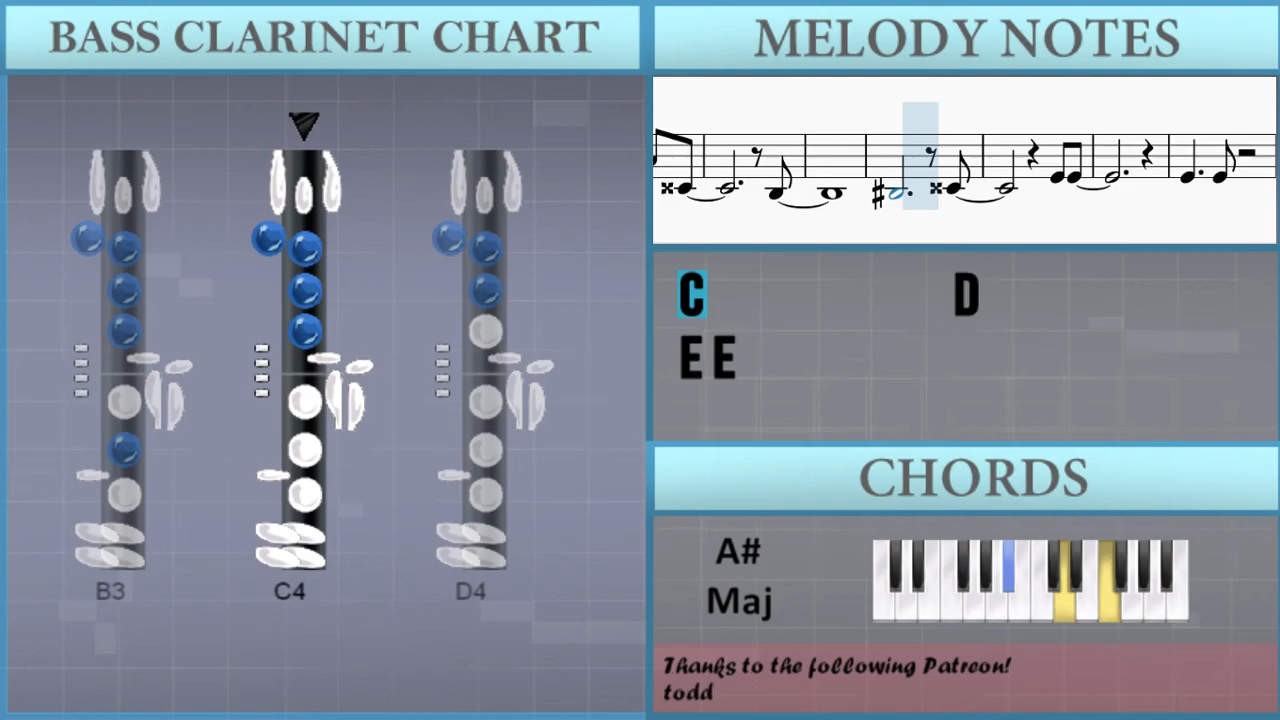 BASS CLARINET CHART
B3 C4 D4
MELODY NOTES
C D
E E
CHORDS
A#
Maj
Thanks to the following Patreon!
todd